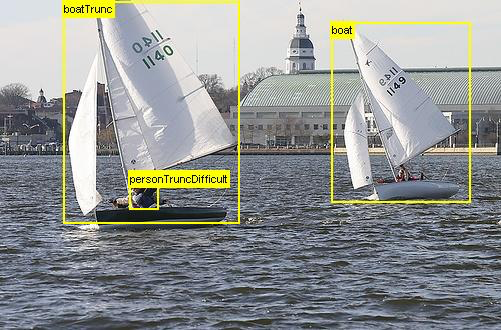 boatTrunc
boat
1140
1140
1149
1149
personTruncDifficult